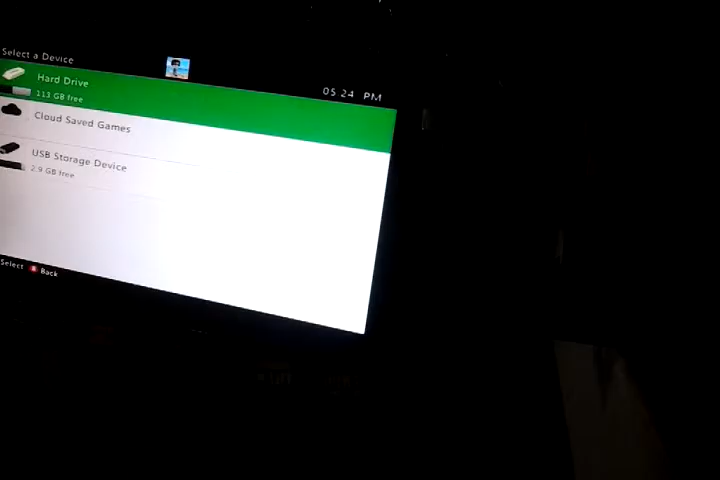 Select a Device
05 24 PM
Hard Drive
113 GB free
Cloud Saved Games
USB Storage Device
2.9 GB free
Select B Back